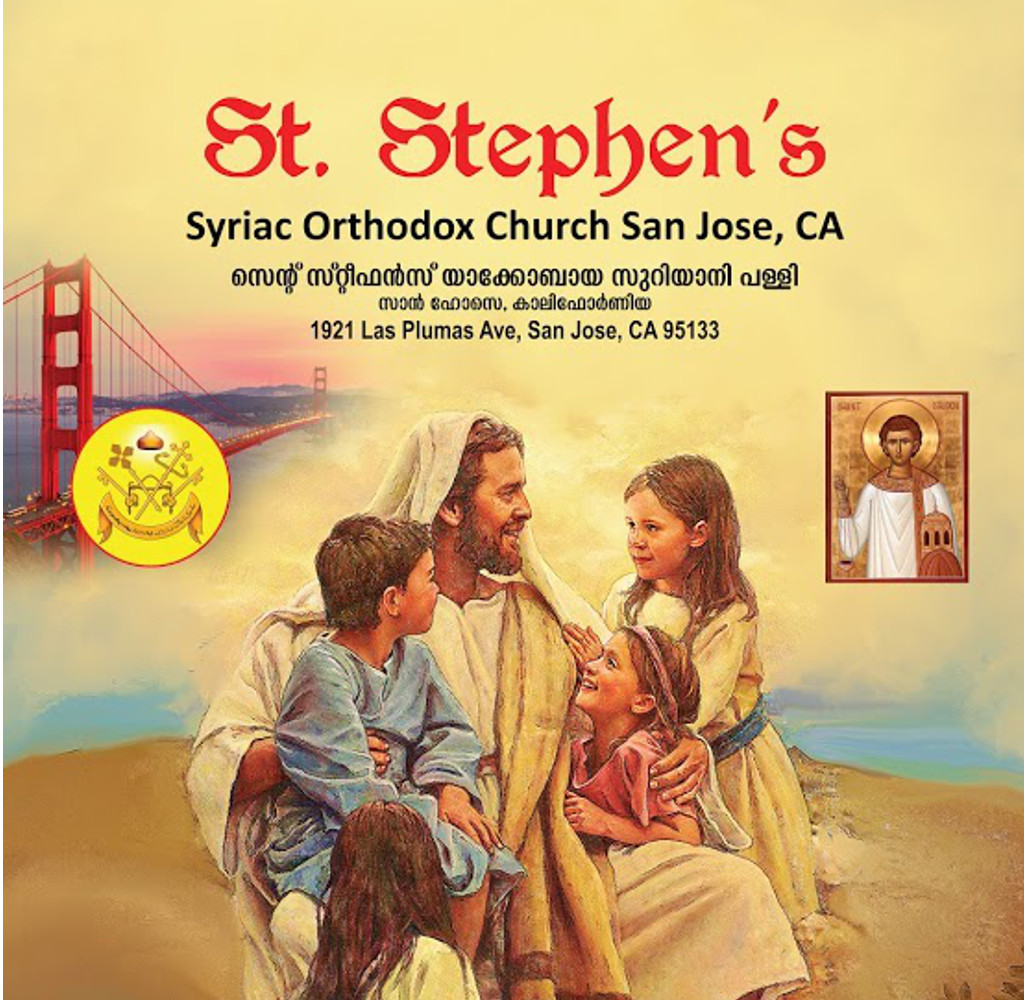 St. Stephen's
Syriac Orthodox Church San Jose, CA
സെന്റ് സ്റ്റീഫൻസ് യാക്കോബായ സുറിയാനി പള്ളി
സാൻ ഹോസെ, കാലിഫോർണിയ
1921 Las Plumas Ave, San Jose, CA 95133
SAINT